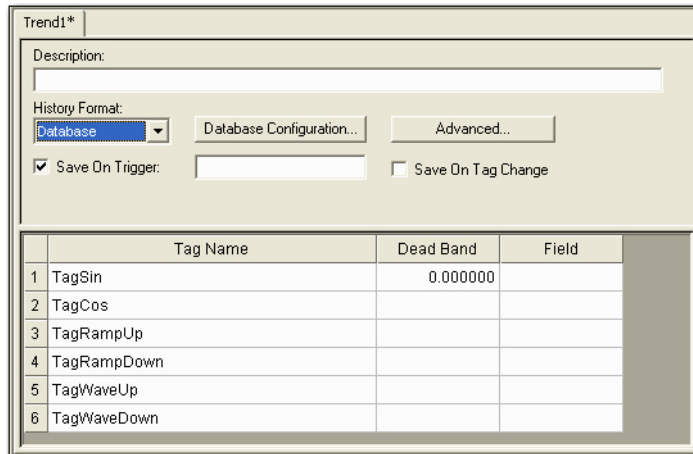 Trend1*
Description:
History Format:
Database Database Configuration... Advanced...
Save On Trigger: Save On Tag Change
Tag Name Dead Band Field
1 TagSin 0.000000
2 TagCos
3 TagRampUp
4 TagRampDown
5 TagWaveUp
6 TagWaveDown